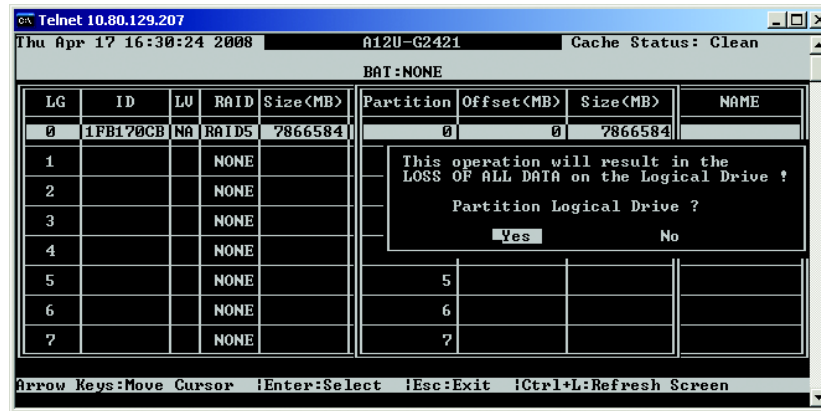 Telnet 10.80.129.207
Thu Apr 17 16:30:24 2008 A12U-G2421 Cache Status: Clean
BAT:NONE
LG ID LV RAID Size(MB) Partition Offset(MB) Size(MB) NAME
0 1FB170CB NA RAID5 7866584 0 0 7866584
1 NONE
This operation will result in the
LOSS OF ALL DATA on the Logical Drive !
2 NONE
Partition Logical Drive ?
3 NONE
Yes No
4 NONE
5 NONE 5
6 NONE 6
7 NONE 7
Arrow Keys:Move Cursor |Enter:Select |Esc:Exit |Ctrl+L:Refresh Screen